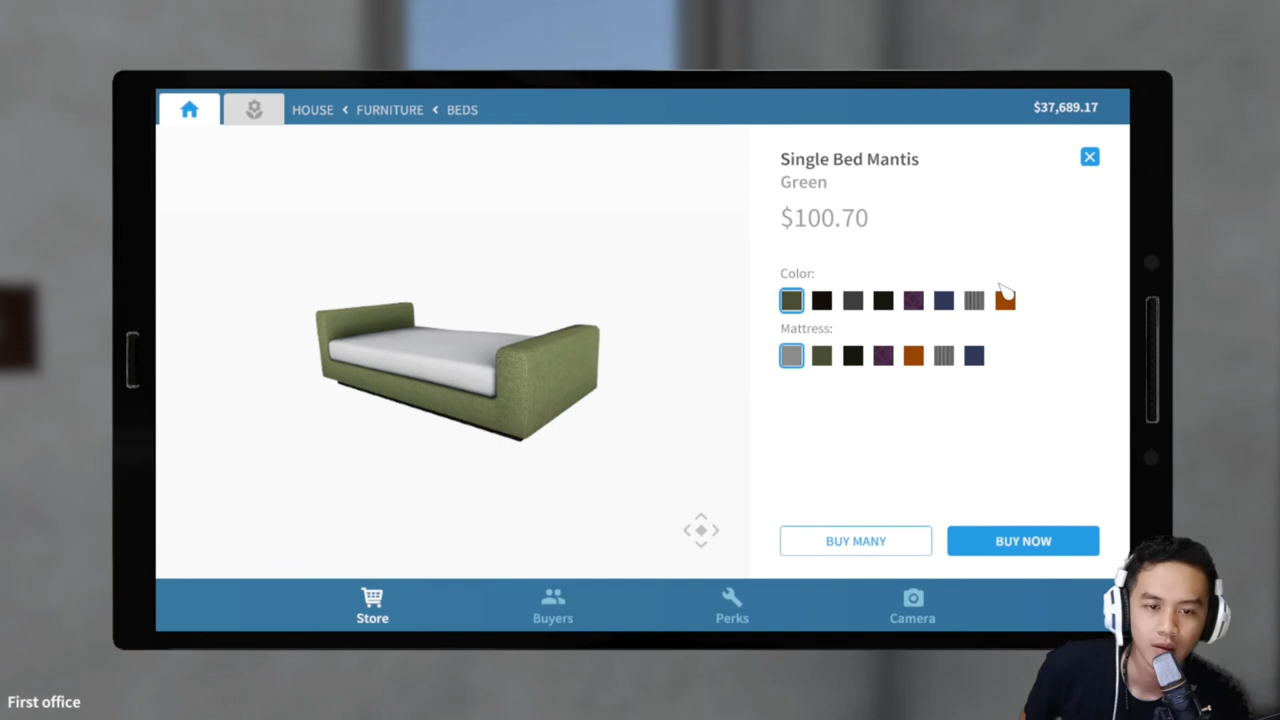 HOUSE < FURNITURE < BEDS
$37,689.17
Single Bed Mantis
Green
$100.70
Color:
Mattress:
BUY MANY
BUY NOW
Store
Buyers
Perks
Camera
First office